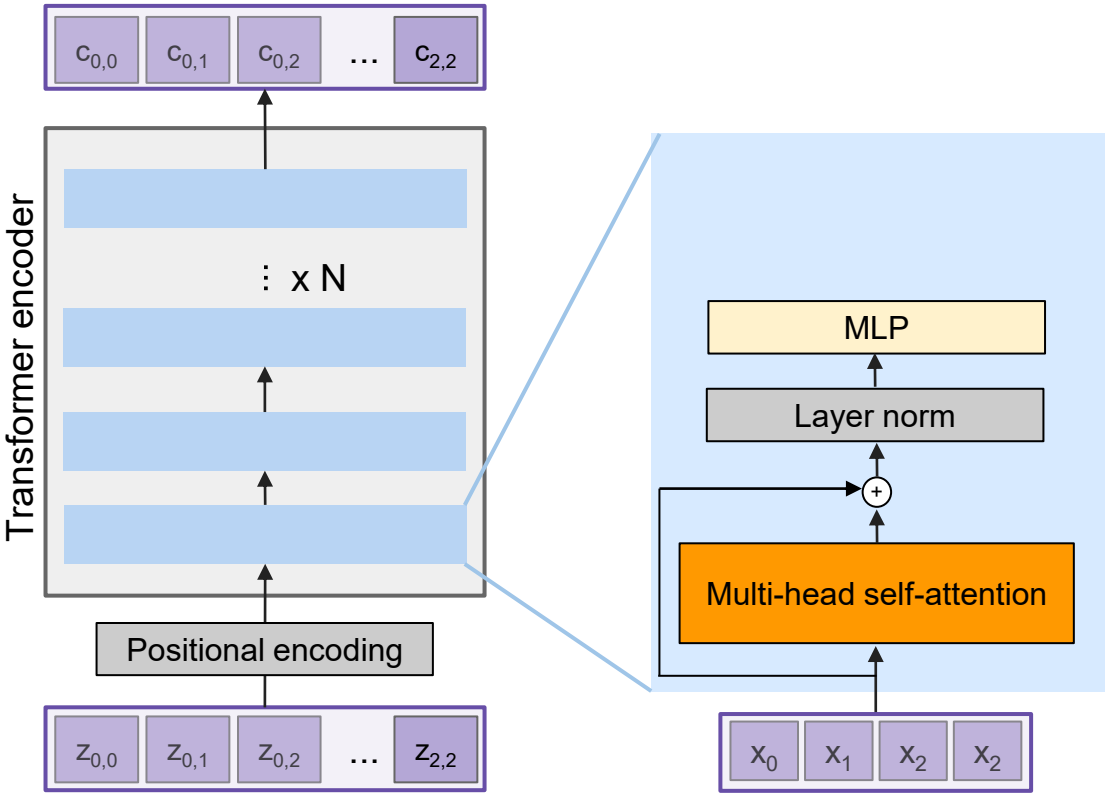 c0,0 c0,1 c0,2 ... c2,2
Transformer encoder
⋮ x N
Positional encoding
z0,0 z0,1 z0,2 ... z2,2
MLP
Layer norm
+
Multi-head self-attention
x0 x1 x2 x2